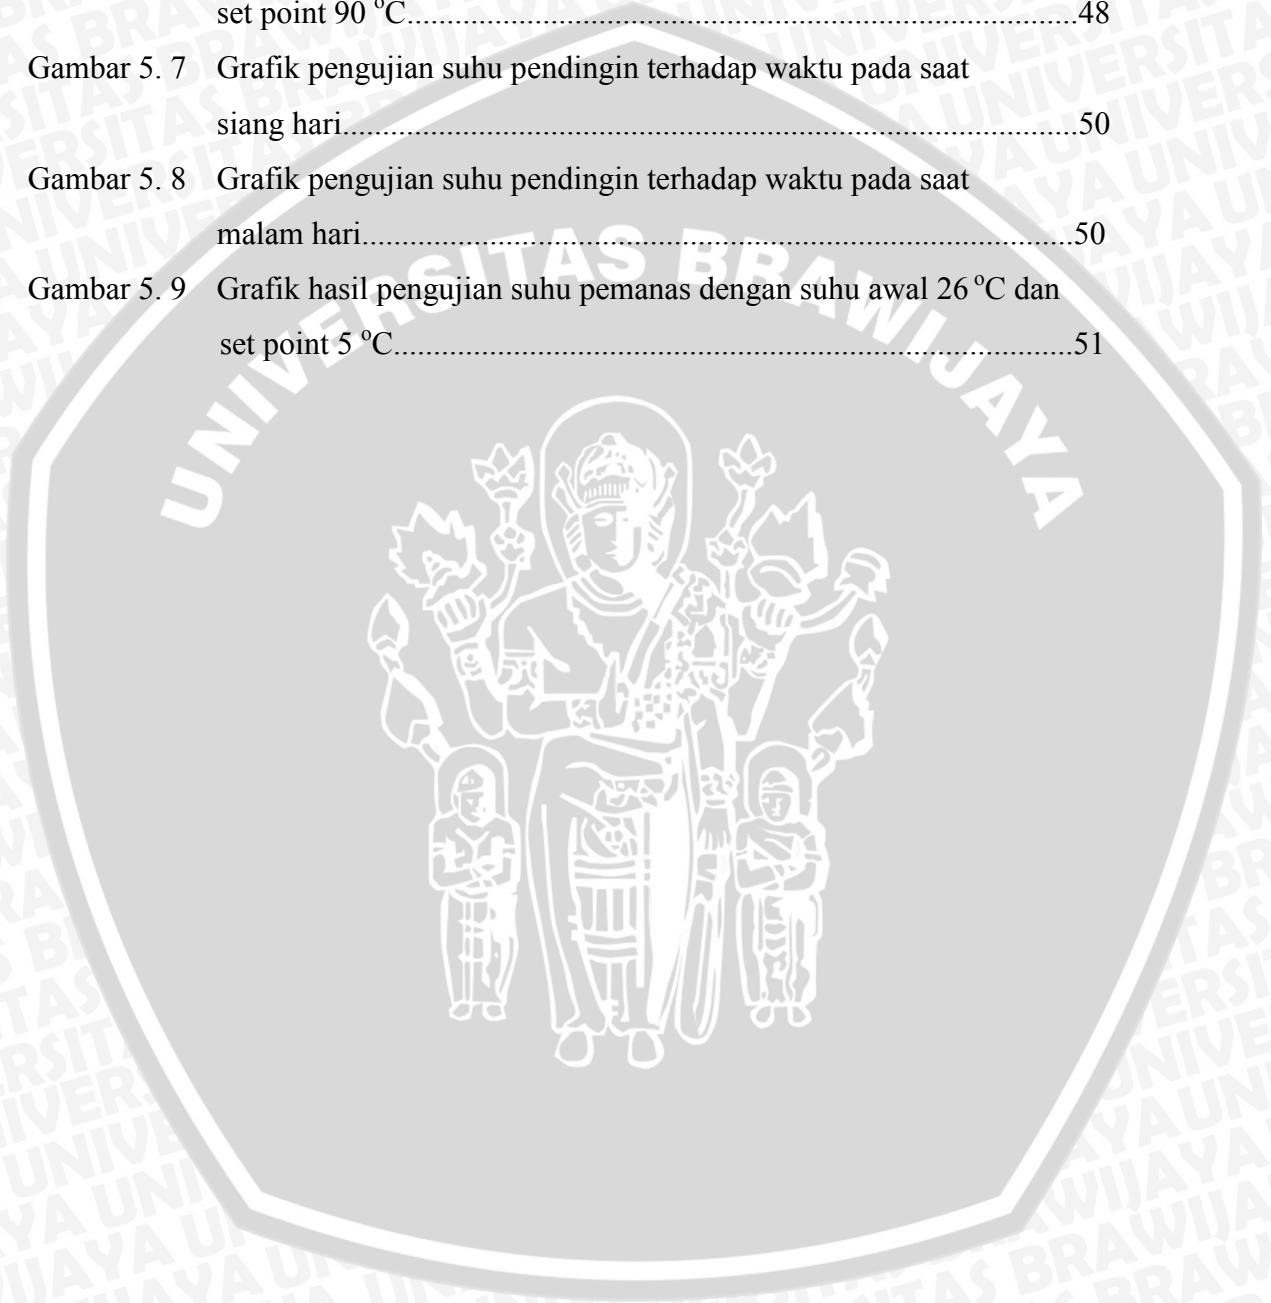 set point 90 °C....................................................................................48
Gambar 5. 7 Grafik pengujian suhu pendingin terhadap waktu pada saat
siang hari............................................................................................50
Gambar 5. 8 Grafik pengujian suhu pendingin terhadap waktu pada saat
malam hari.........................................................................................50
Gambar 5. 9 Grafik hasil pengujian suhu pemanas dengan suhu awal 26 °C dan
set point 5 °C.....................................................................................51
UNIVERSITAS BRAWIJAYA